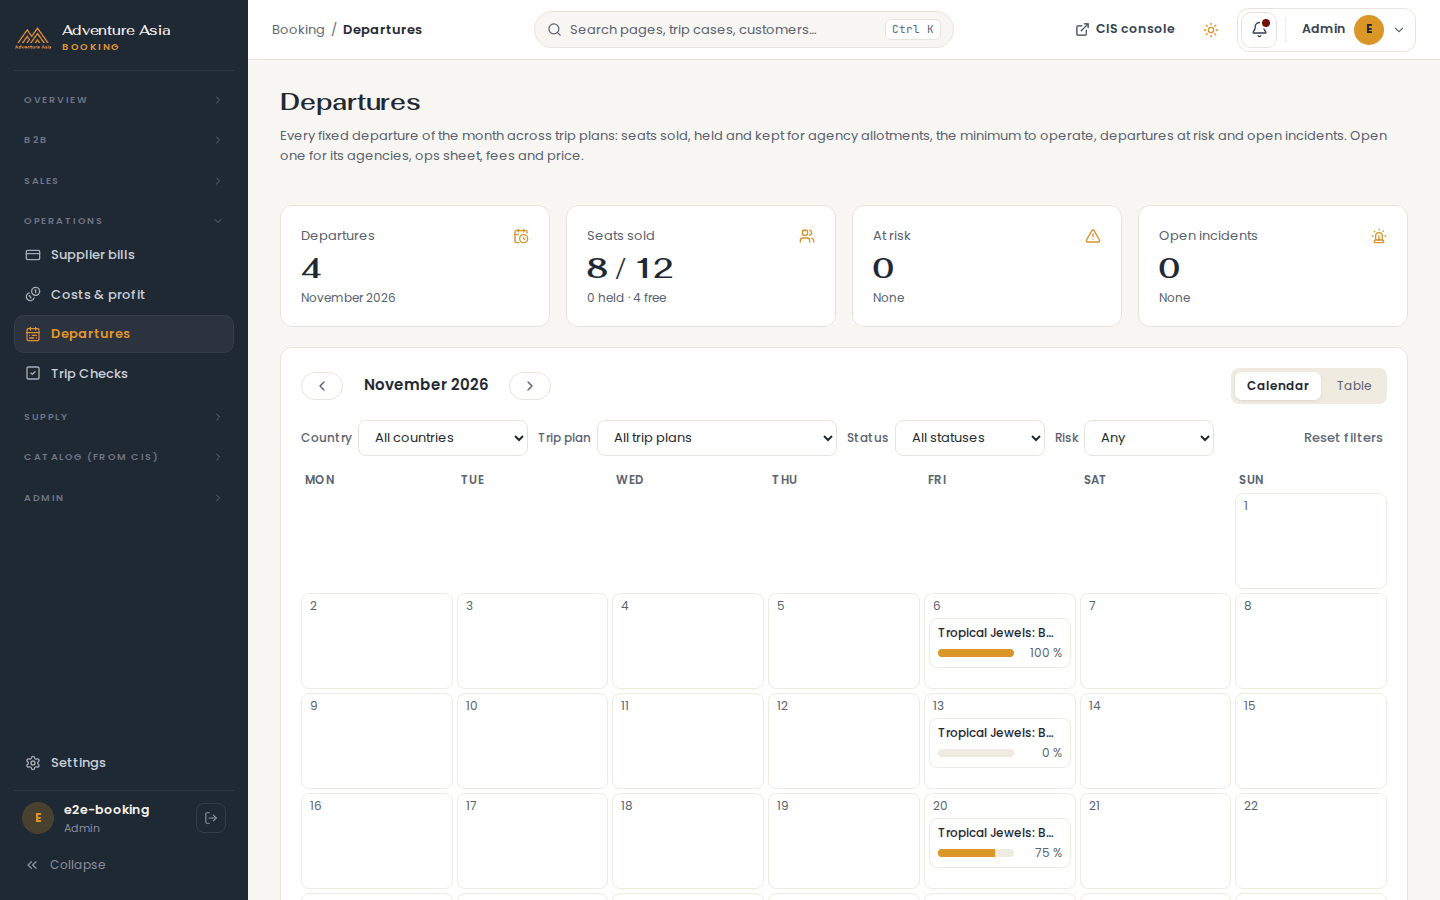 Adventure Asia
BOOKING
Adventure Asia
OVERVIEW
B2B
SALES
OPERATIONS
Supplier bills
Costs & profit
Departures
Trip Checks
SUPPLY
CATALOG (FROM CIS)
ADMIN
Settings
E
e2e-booking
Admin
Collapse
Booking / Departures
Search pages, trip cases, customers...
Ctrl K
CIS console
Admin
E
Departures
Every fixed departure of the month across trip plans: seats sold, held and kept for agency allotments, the minimum to operate, departures at risk and open incidents. Open
one for its agencies, ops sheet, fees and price.
Departures
4
November 2026
Seats sold
8 / 12
0 held · 4 free
At risk
0
None
Open incidents
0
None
November 2026
Calendar
Table
Country
All countries
Trip plan
All trip plans
Status
All statuses
Risk
Any
Reset filters
MON TUE WED THU FRI SAT SUN
1
2 3 4 5 6 7 8
Tropical Jewels: B...
100 %
9 10 11 12 13 14 15
Tropical Jewels: B...
0 %
16 17 18 19 20 21 22
Tropical Jewels: B...
75 %